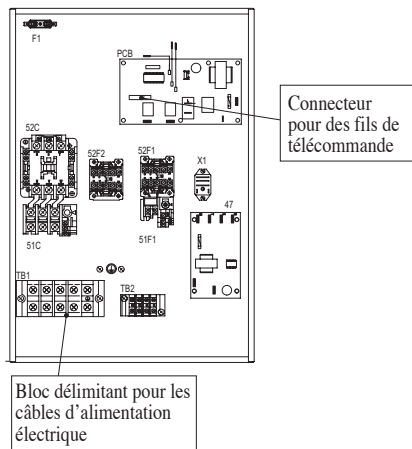 F1
PCB
Connecteur
pour des fils de
télécommande
52C
52F2
52F1
X1
47
51C
51F1
TB1
TB2
Bloc délimitant pour les
câbles d'alimentation
électrique